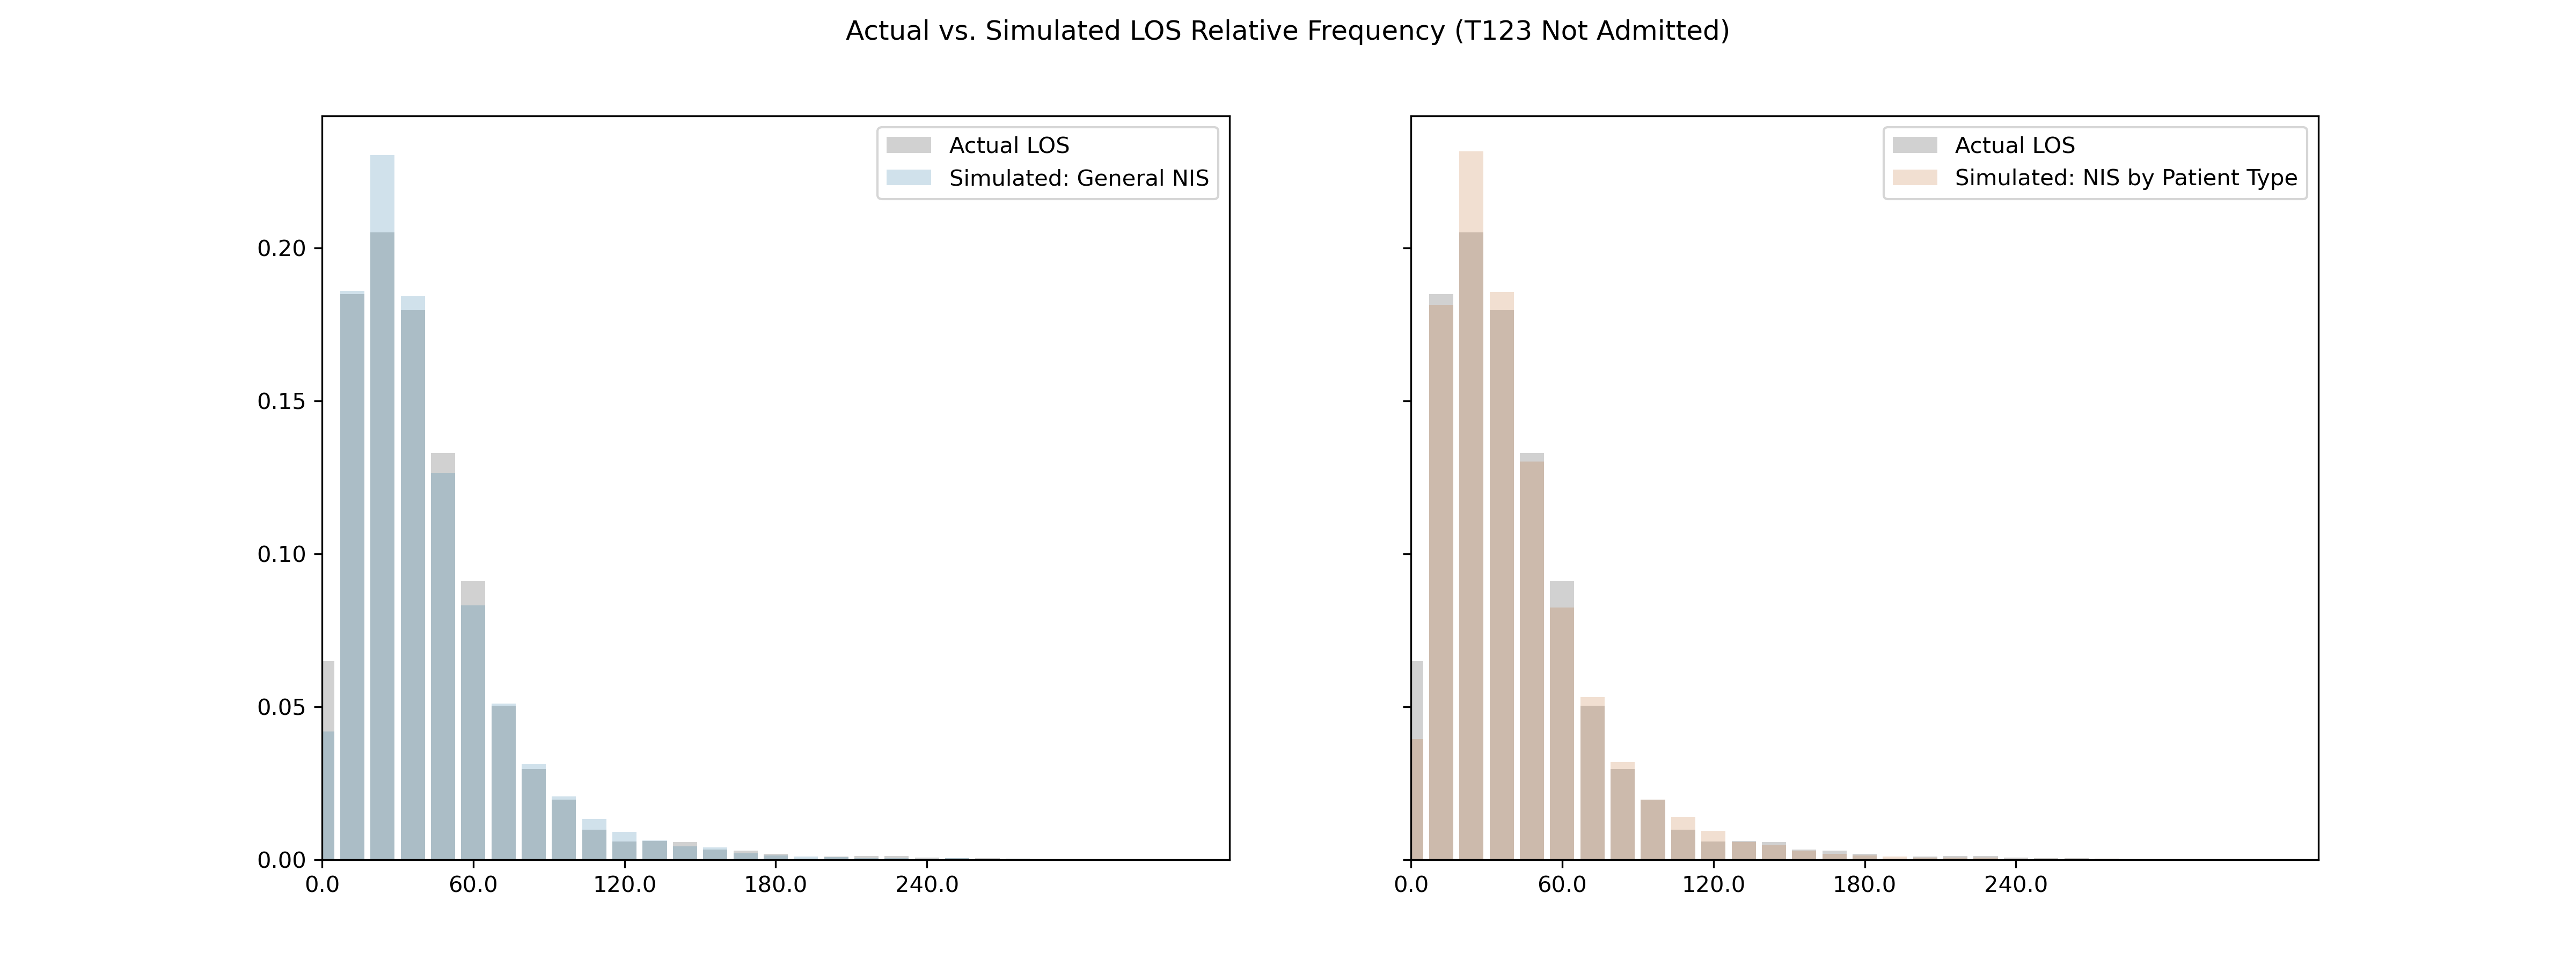 Actual vs. Simulated LOS Relative Frequency (T123 Not Admitted)
Actual LOS
Simulated: General NIS
0.20
0.15
0.10
0.05
0.00
0.0 60.0 120.0 180.0 240.0
Actual LOS
Simulated: NIS by Patient Type
0.0 60.0 120.0 180.0 240.0